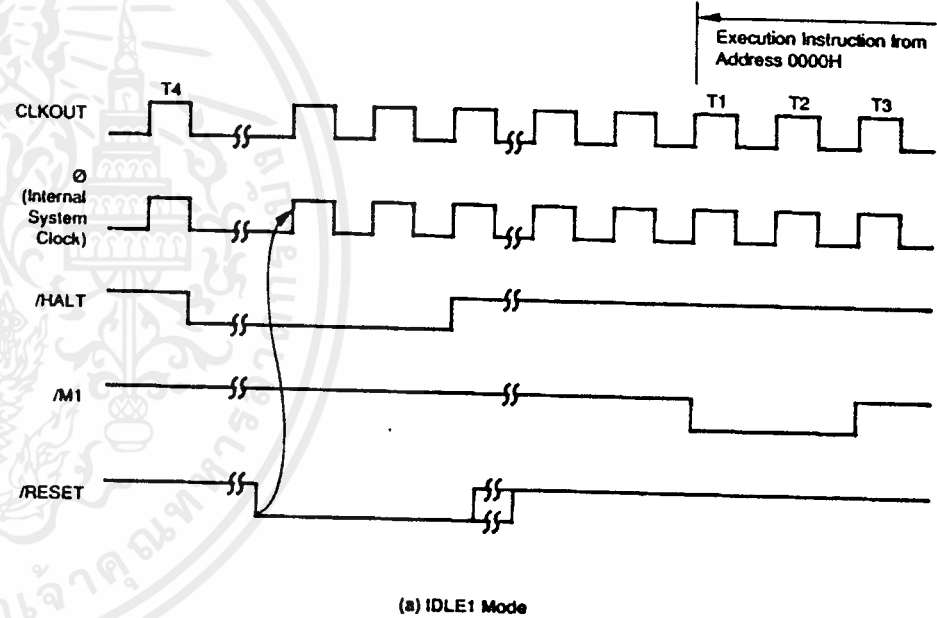 Execution Instruction from
Address 0000H
T4
T1
T2
T3
CLKOUT
Ø
(Internal
System
Clock)
/HALT
/M1
/RESET
(a) IDLE1 Mode